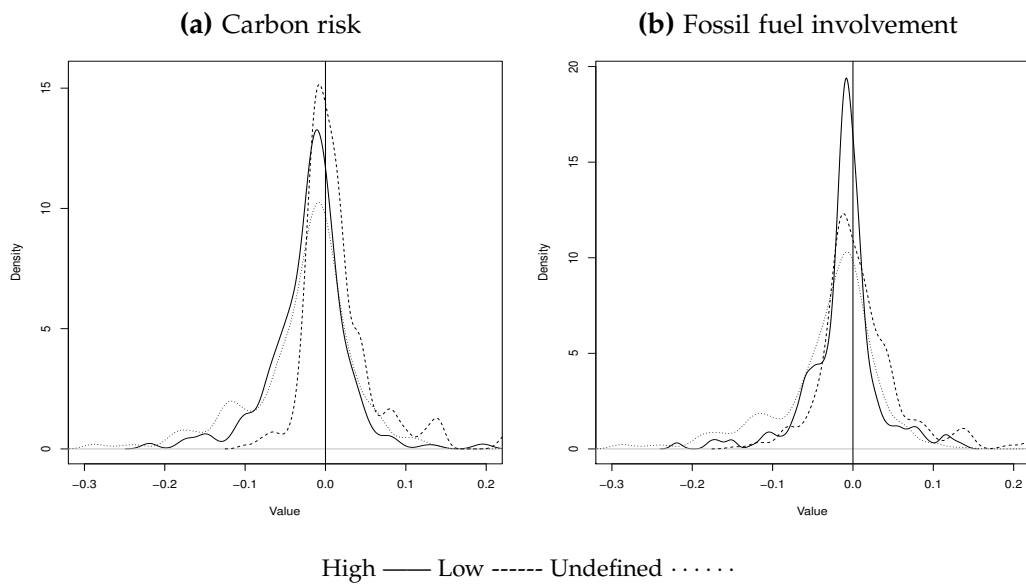 (a) Carbon risk
(b) Fossil fuel involvement
15
10
5
0
Density
−0.3 −0.2 −0.1 0.0 0.1 0.2
Value
20
15
10
5
0
Density
−0.3 −0.2 −0.1 0.0 0.1 0.2
Value
High —— Low ------ Undefined · · · · · ·